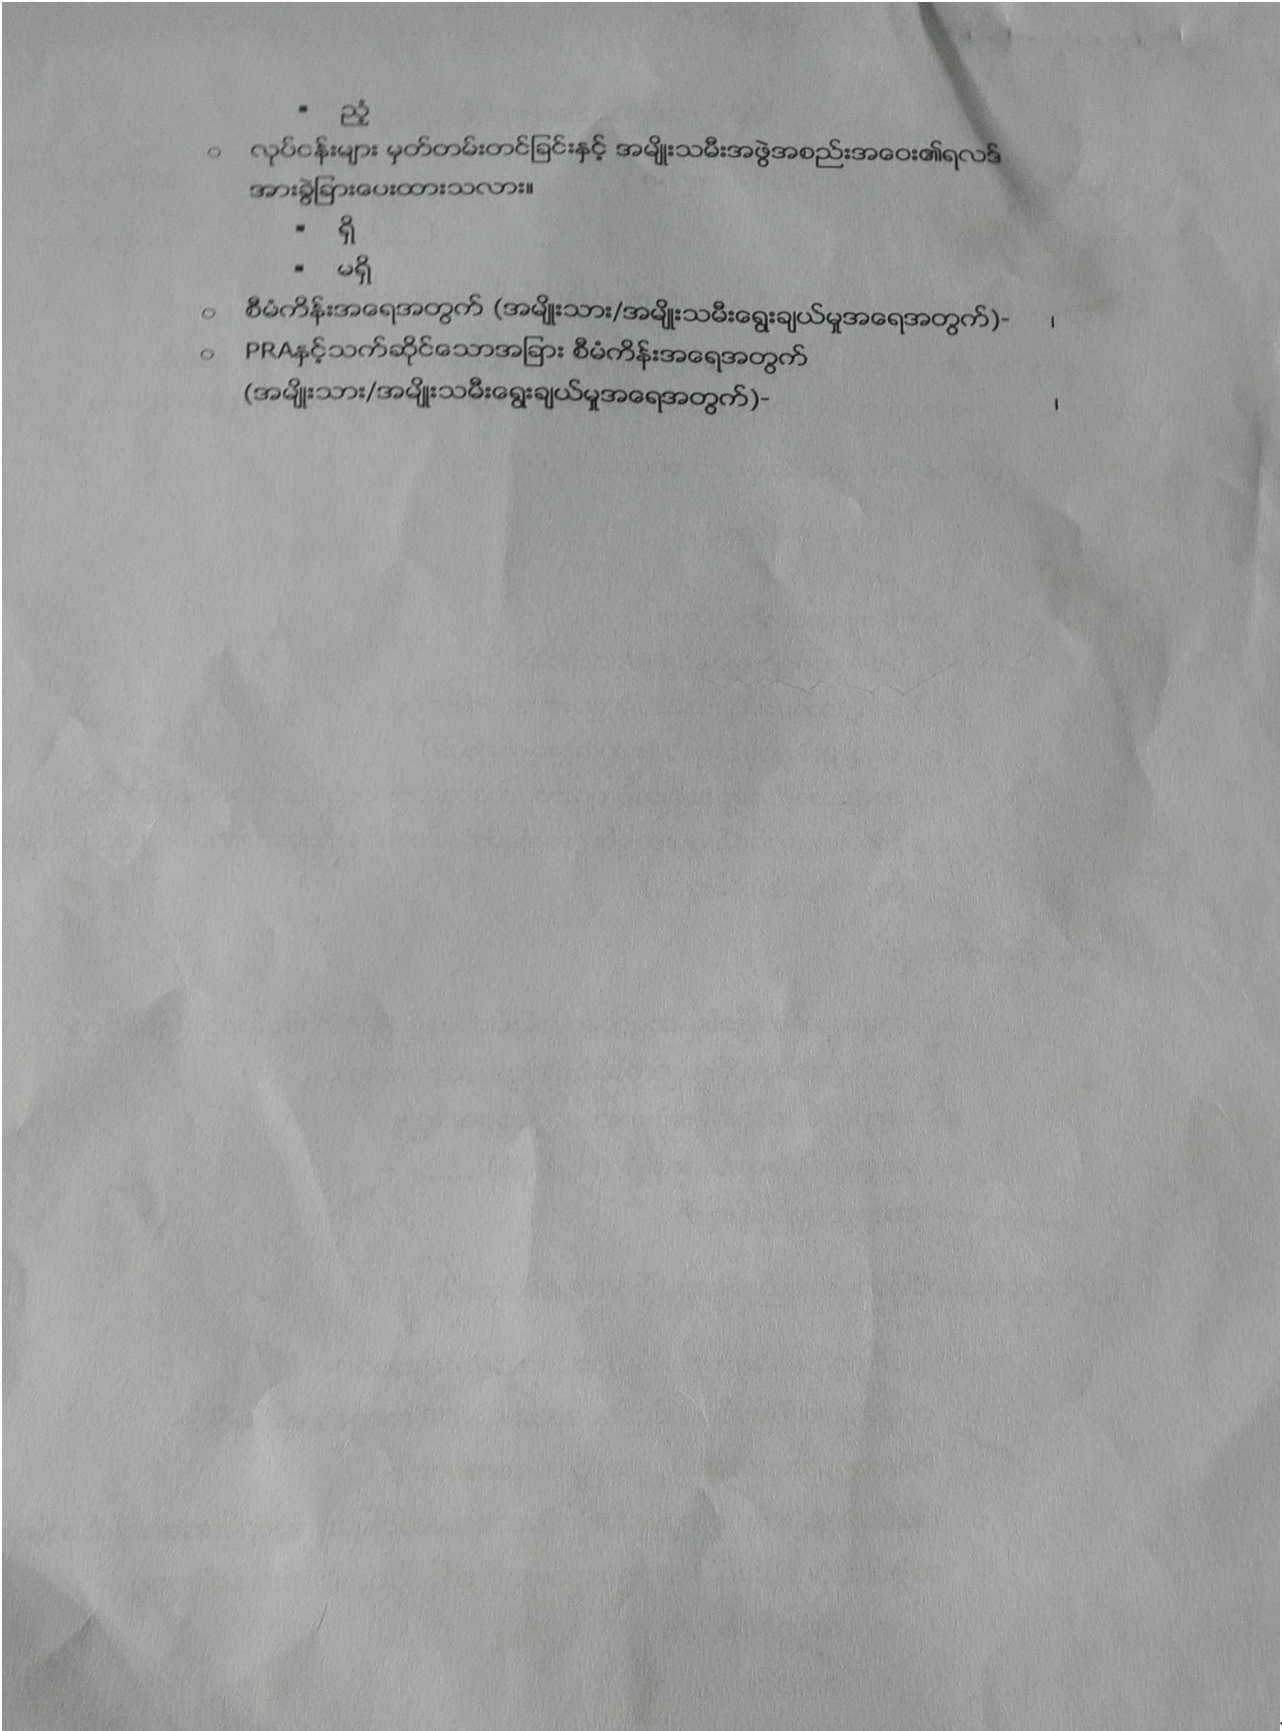 ▪ ညံ့
○ လုပ်ငန်းများ မှတ်တမ်းတင်ခြင်းနှင့် အမျိုးသမီးအဖွဲ့အစည်းအဝေး၏ရလဒ်
အားခွဲခြားပေးထားသလား။
▪ ရှိ
▪ မရှိ
○ စီမံကိန်းအရေအတွက် (အမျိုးသား/အမျိုးသမီးရွေးချယ်မှုအရေအတွက်)- ၊
○ PRAနှင့်သက်ဆိုင်သောအခြား စီမံကိန်းအရေအတွက်
(အမျိုးသား/အမျိုးသမီးရွေးချယ်မှုအရေအတွက်)- ၊